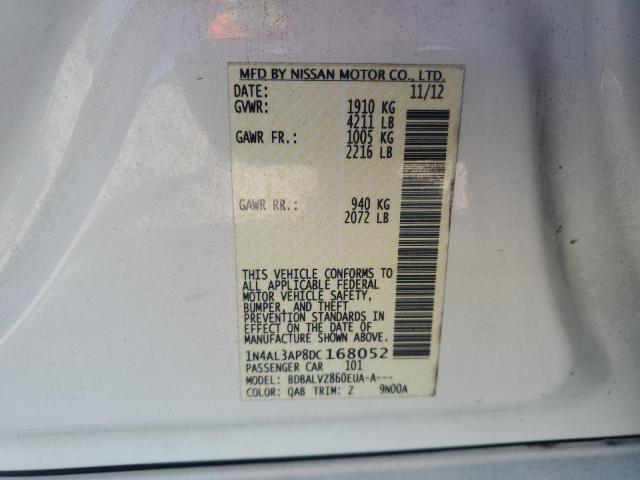 MFD BY NISSAN MOTOR CO., LTD.
DATE: 11/12
GVWR: 1910 KG
4211 LB
GAWR FR.: 1005 KG
2216 LB
GAWR RR.: 940 KG
2072 LB
THIS VEHICLE CONFORMS TO
ALL APPLICABLE FEDERAL
MOTOR VEHICLE SAFETY,
BUMPER, AND THEFT
PREVENTION STANDARDS IN
EFFECT ON THE DATE OF
MANUFACTURE SHOWN ABOVE.
1N4AL3AP8DC168052
PASSENGER CAR 101
MODEL: BDBALVZ860EUA-A---
COLOR: QAB TRIM: Z 9N00A